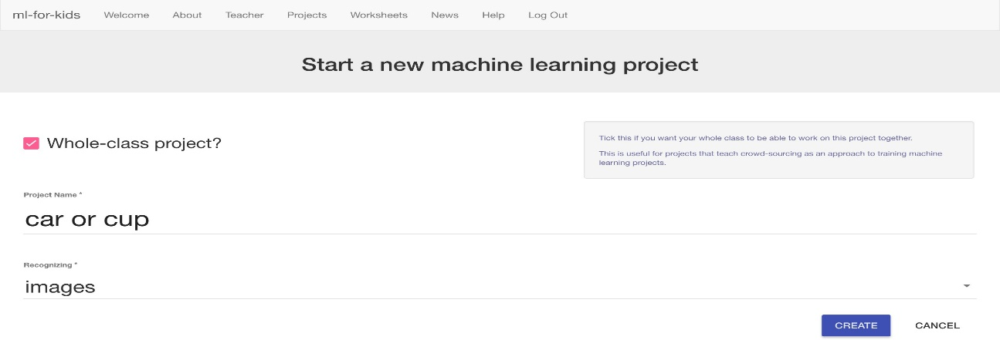 ml-for-kids Welcome About Teacher Projects Worksheets News Help Log Out
Start a new machine learning project
Whole-class project?
Tick this if you want your whole class to be able to work on this project together.
This is useful for projects that teach crowd-sourcing as an approach to training machine
learning projects.
Project Name *
car or cup
Recognizing *
images
CREATE CANCEL